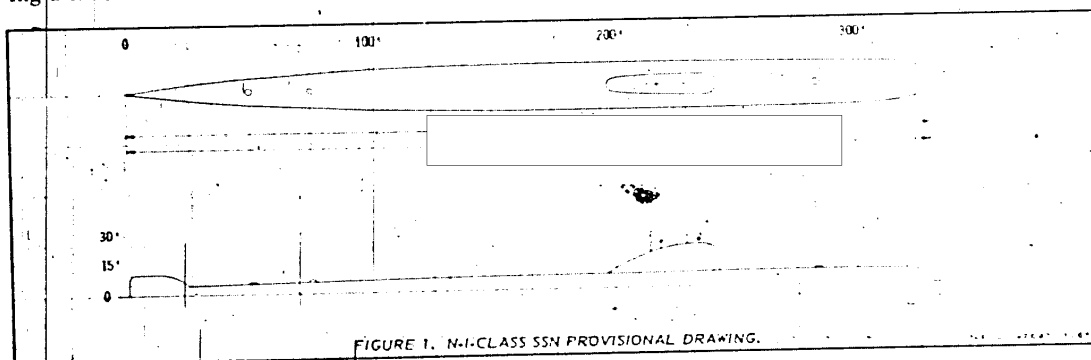 0 100' 200' 300'
30'
15'
0
FIGURE 1. N-I-CLASS SSN PROVISIONAL DRAWING.